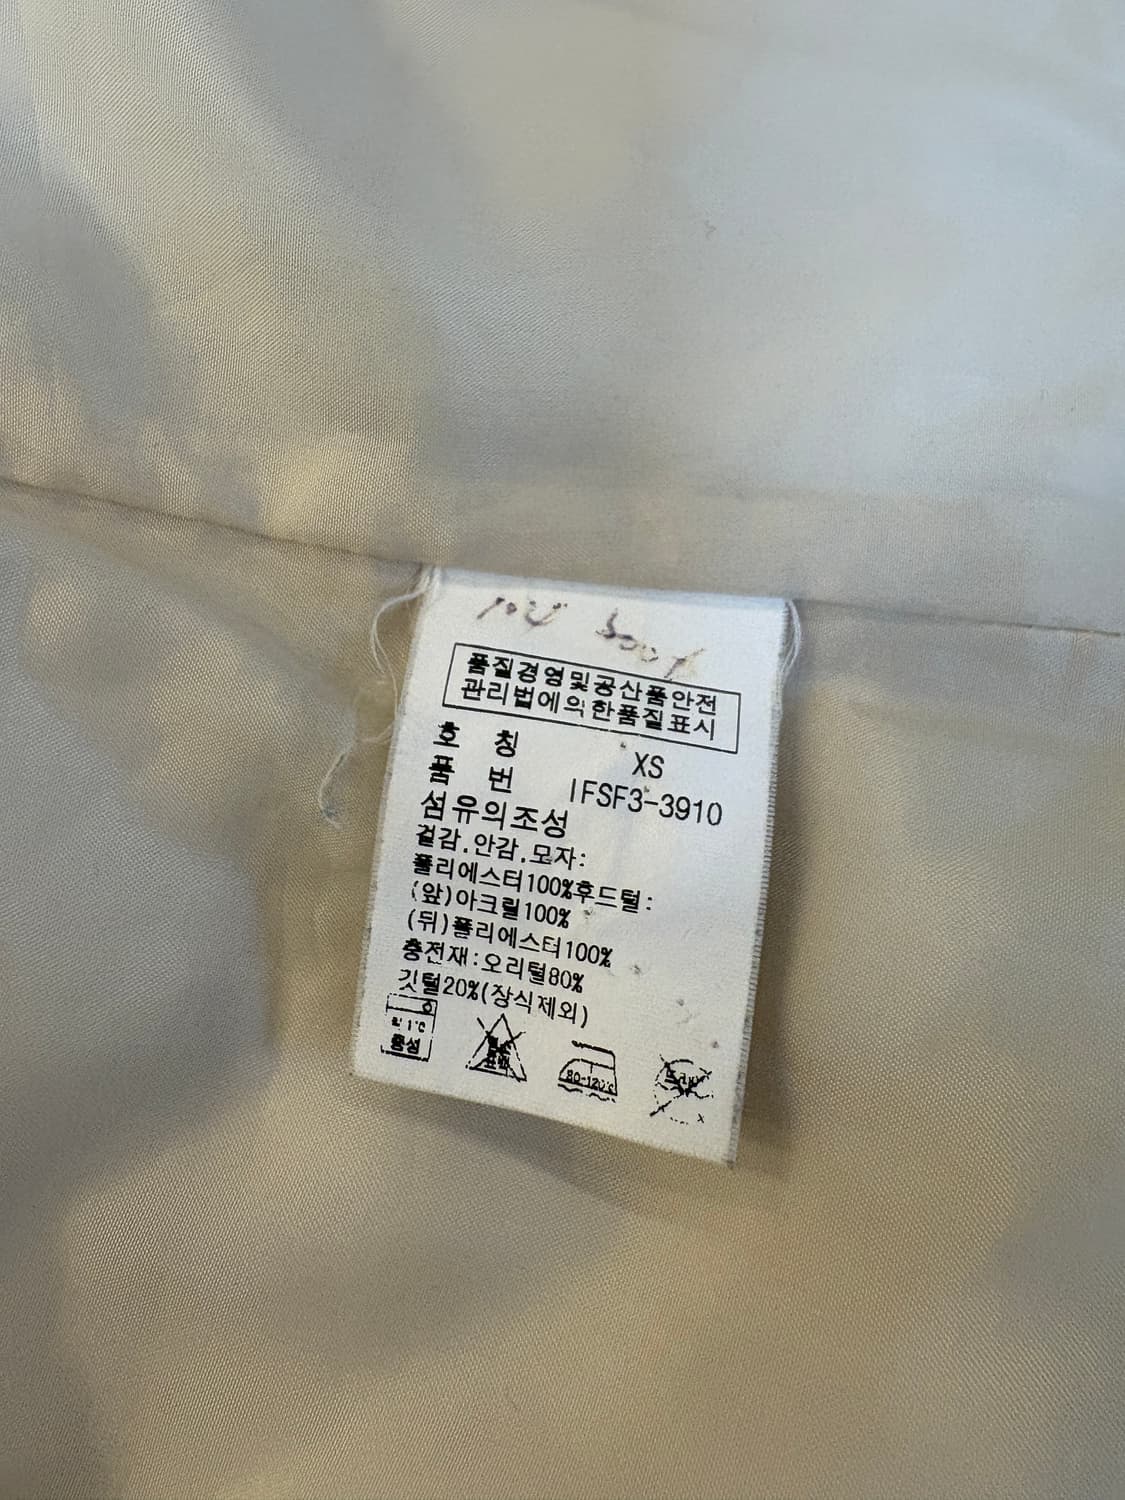 품질경영및공산품안전
관리법에의한품질표시
호 칭 XS
품 번 IFSF3-3910
섬유의조성
겉감.안감.모자:
폴리에스터100%후드털:
(앞)아크릴100%
(뒤)폴리에스터100%
충전재:오리털80%
깃털20%(장식제외)
중성
80-120℃